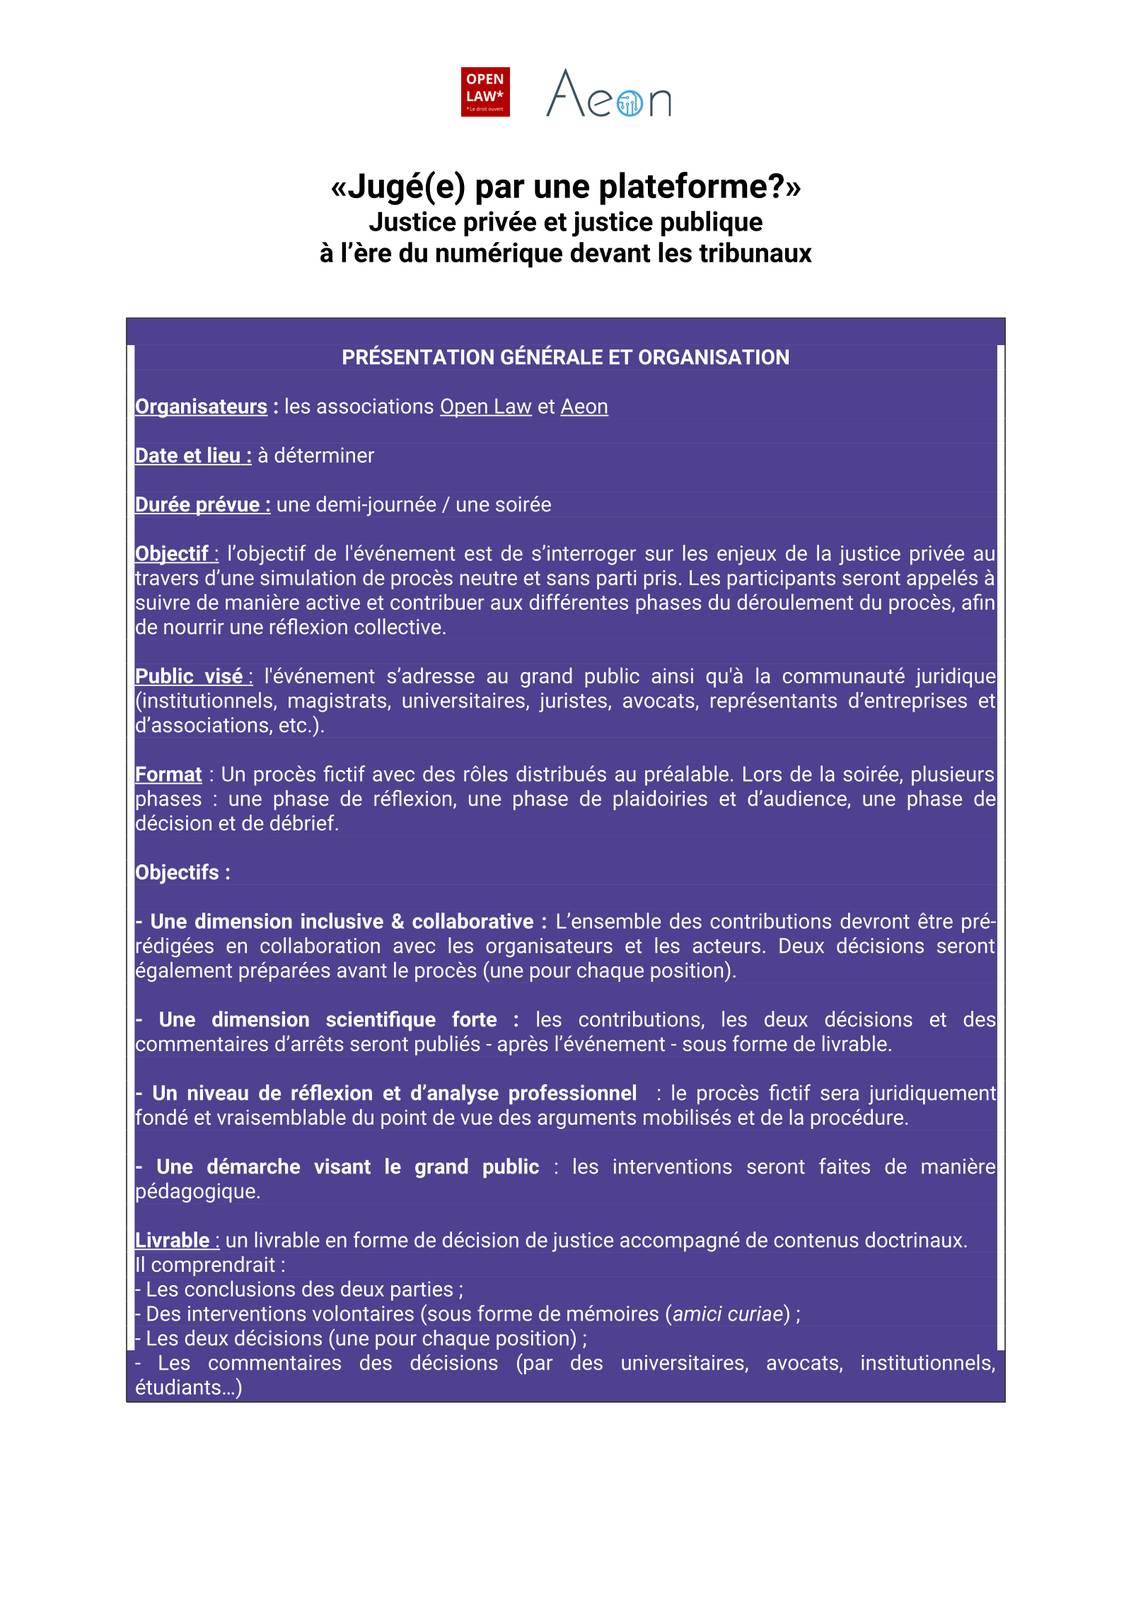 OPEN
LAW*
*Le droit ouvert
Aeon
«Jugé(e) par une plateforme?»
Justice privée et justice publique
à l’ère du numérique devant les tribunaux
PRÉSENTATION GÉNÉRALE ET ORGANISATION
Organisateurs : les associations Open Law et Aeon
Date et lieu : à déterminer
Durée prévue : une demi-journée / une soirée
Objectif : l’objectif de l'événement est de s’interroger sur les enjeux de la justice privée au
travers d’une simulation de procès neutre et sans parti pris. Les participants seront appelés à
suivre de manière active et contribuer aux différentes phases du déroulement du procès, afin
de nourrir une réflexion collective.
Public visé : l'événement s’adresse au grand public ainsi qu'à la communauté juridique
(institutionnels, magistrats, universitaires, juristes, avocats, représentants d’entreprises et
d’associations, etc.).
Format : Un procès fictif avec des rôles distribués au préalable. Lors de la soirée, plusieurs
phases : une phase de réflexion, une phase de plaidoiries et d’audience, une phase de
décision et de débrief.
Objectifs :
- Une dimension inclusive & collaborative : L’ensemble des contributions devront être pré-
rédigées en collaboration avec les organisateurs et les acteurs. Deux décisions seront
également préparées avant le procès (une pour chaque position).
- Une dimension scientifique forte : les contributions, les deux décisions et des
commentaires d’arrêts seront publiés - après l’événement - sous forme de livrable.
- Un niveau de réflexion et d’analyse professionnel : le procès fictif sera juridiquement
fondé et vraisemblable du point de vue des arguments mobilisés et de la procédure.
- Une démarche visant le grand public : les interventions seront faites de manière
pédagogique.
Livrable : un livrable en forme de décision de justice accompagné de contenus doctrinaux.
Il comprendrait :
- Les conclusions des deux parties ;
- Des interventions volontaires (sous forme de mémoires (amici curiae) ;
- Les deux décisions (une pour chaque position) ;
- Les commentaires des décisions (par des universitaires, avocats, institutionnels,
étudiants…)